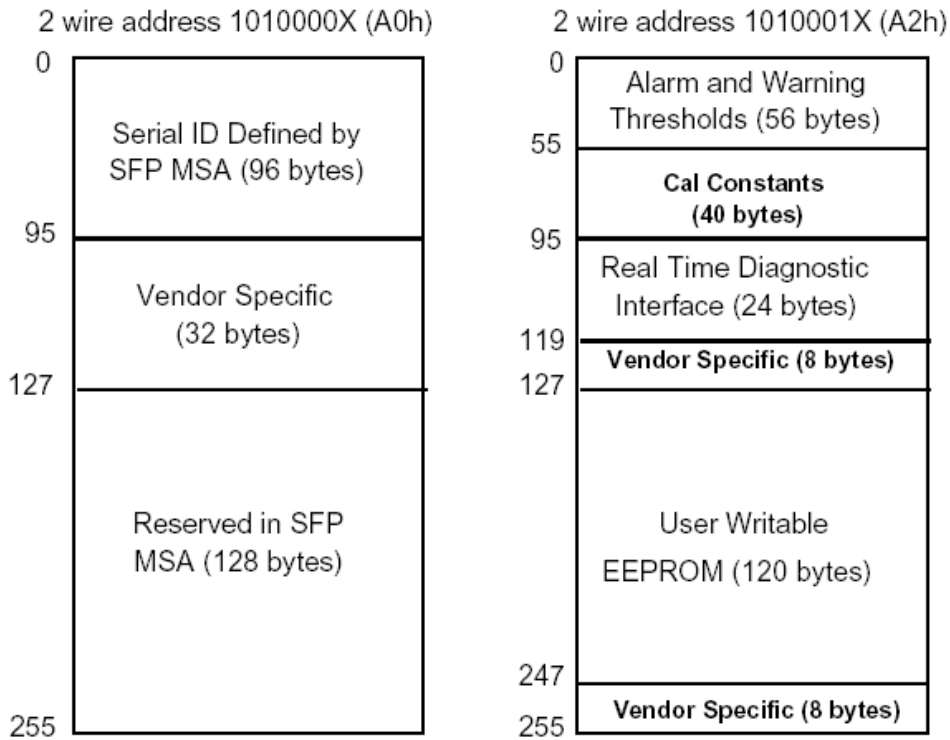 2 wire address 1010000X (A0h)
0
Serial ID Defined by
SFP MSA (96 bytes)
95
Vendor Specific
(32 bytes)
127
Reserved in SFP
MSA (128 bytes)
255
2 wire address 1010001X (A2h)
0
Alarm and Warning
Thresholds (56 bytes)
55
Cal Constants
(40 bytes)
95
Real Time Diagnostic
Interface (24 bytes)
119
Vendor Specific (8 bytes)
127
User Writable
EEPROM (120 bytes)
247
Vendor Specific (8 bytes)
255